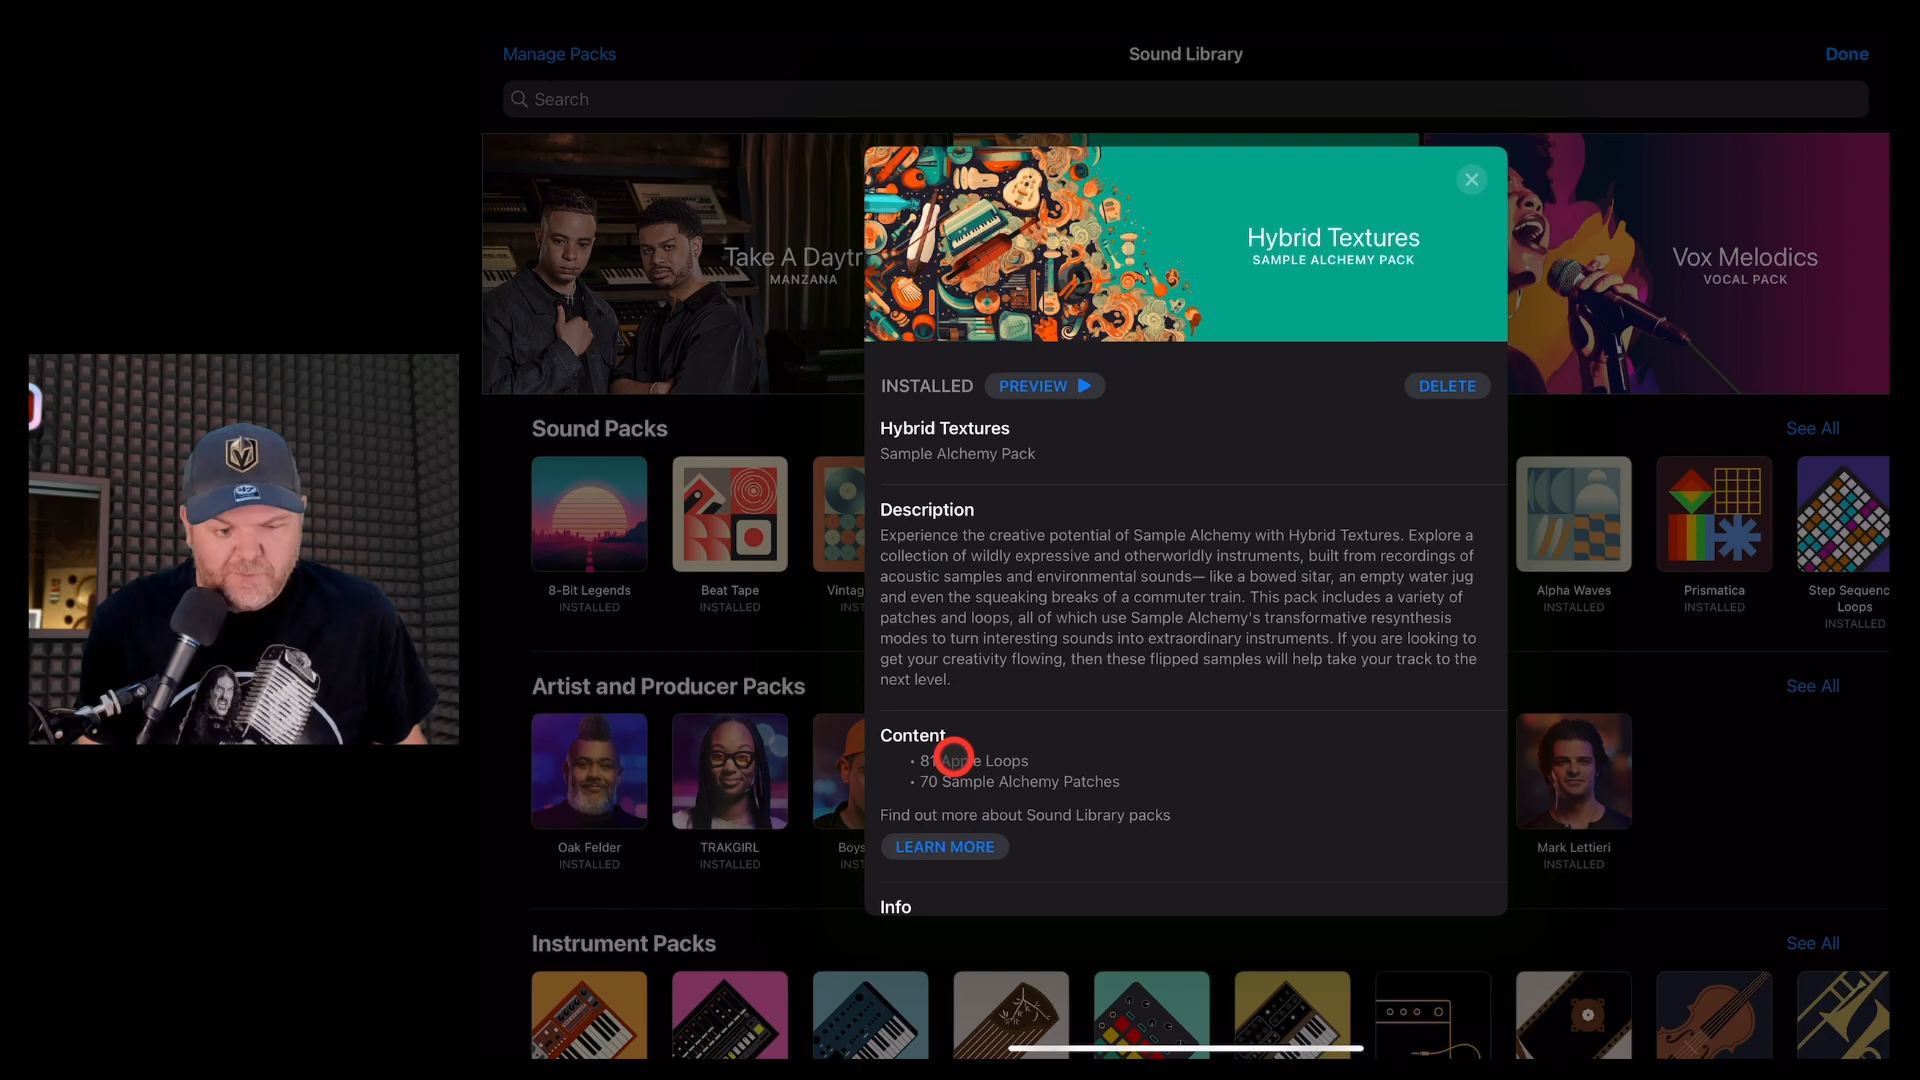 Manage Packs
Sound Library
Done
Search
Take A Daytr
MANZANA
Hybrid Textures
SAMPLE ALCHEMY PACK
Vox Melodics
VOCAL PACK
INSTALLED
PREVIEW
DELETE
Hybrid Textures
Sample Alchemy Pack
Description
Experience the creative potential of Sample Alchemy with Hybrid Textures. Explore a
collection of wildly expressive and otherworldly instruments, built from recordings of
acoustic samples and environmental sounds— like a bowed sitar, an empty water jug
and even the squeaking breaks of a commuter train. This pack includes a variety of
patches and loops, all of which use Sample Alchemy's transformative resynthesis
modes to turn interesting sounds into extraordinary instruments. If you are looking to
get your creativity flowing, then these flipped samples will help take your track to the
next level.
Content
• 81 Apple Loops
• 70 Sample Alchemy Patches
Find out more about Sound Library packs
LEARN MORE
Info
Sound Packs
See All
8-Bit Legends
INSTALLED
Beat Tape
INSTALLED
Vintag
INST
Alpha Waves
INSTALLED
Prismatica
INSTALLED
Step Sequenc
Loops
INSTALLED
Artist and Producer Packs
See All
Oak Felder
INSTALLED
TRAKGIRL
INSTALLED
Boys
INST
Mark Lettieri
INSTALLED
Instrument Packs
See All